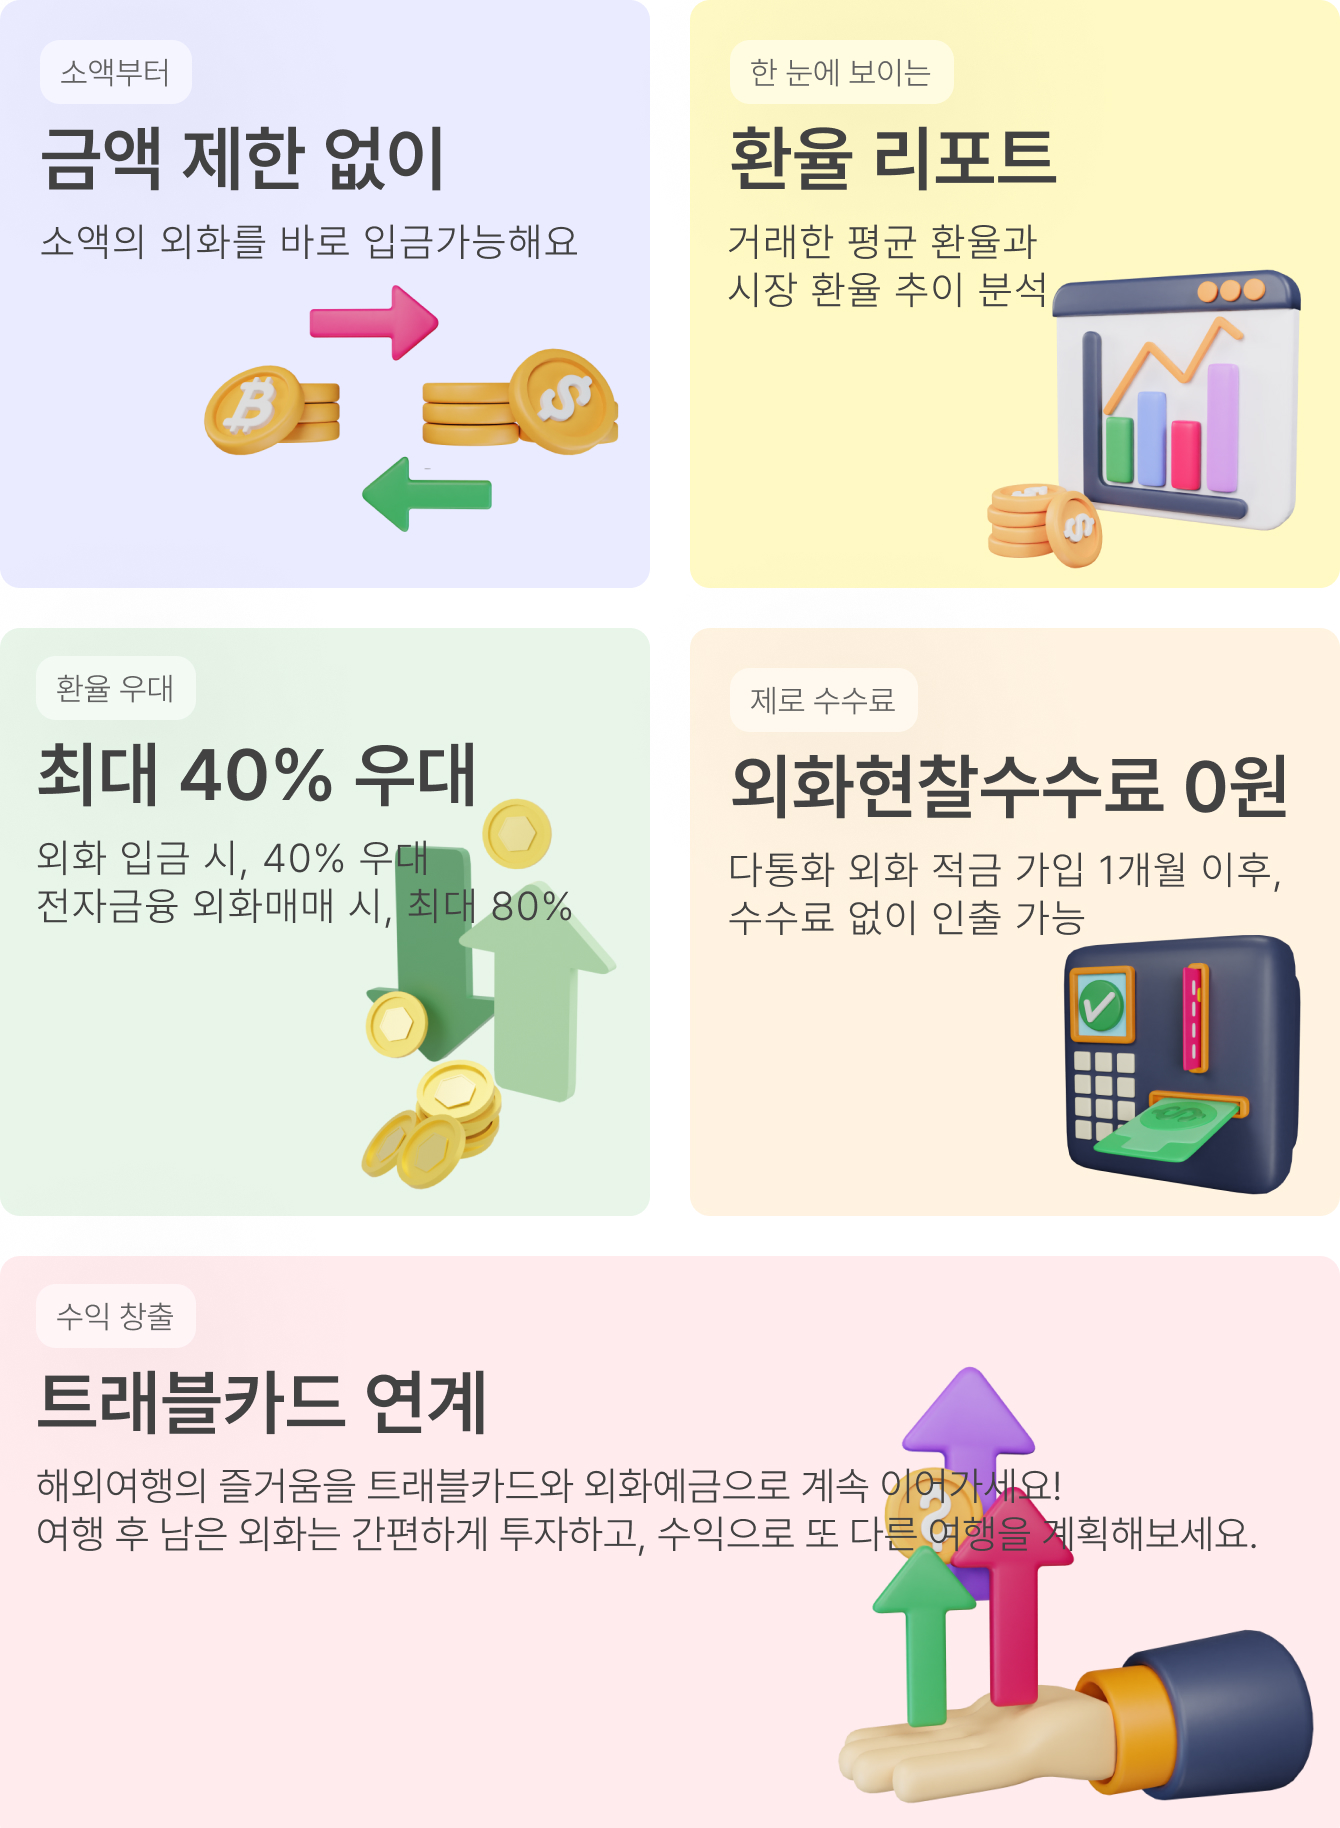 소액부터
금액 제한 없이
소액의 외화를 바로 입금가능해요
한 눈에 보이는
환율 리포트
거래한 평균 환율과
시장 환율 추이 분석
환율 우대
최대 40% 우대
외화 입금 시, 40% 우대
전자금융 외화매매 시, 최대 80%
제로 수수료
외화현찰수수료 0원
다통화 외화 적금 가입 1개월 이후,
수수료 없이 인출 가능
수익 창출
트래블카드 연계
해외여행의 즐거움을 트래블카드와 외화예금으로 계속 이어가세요!
여행 후 남은 외화는 간편하게 투자하고, 수익으로 또 다른 여행을 계획해보세요.